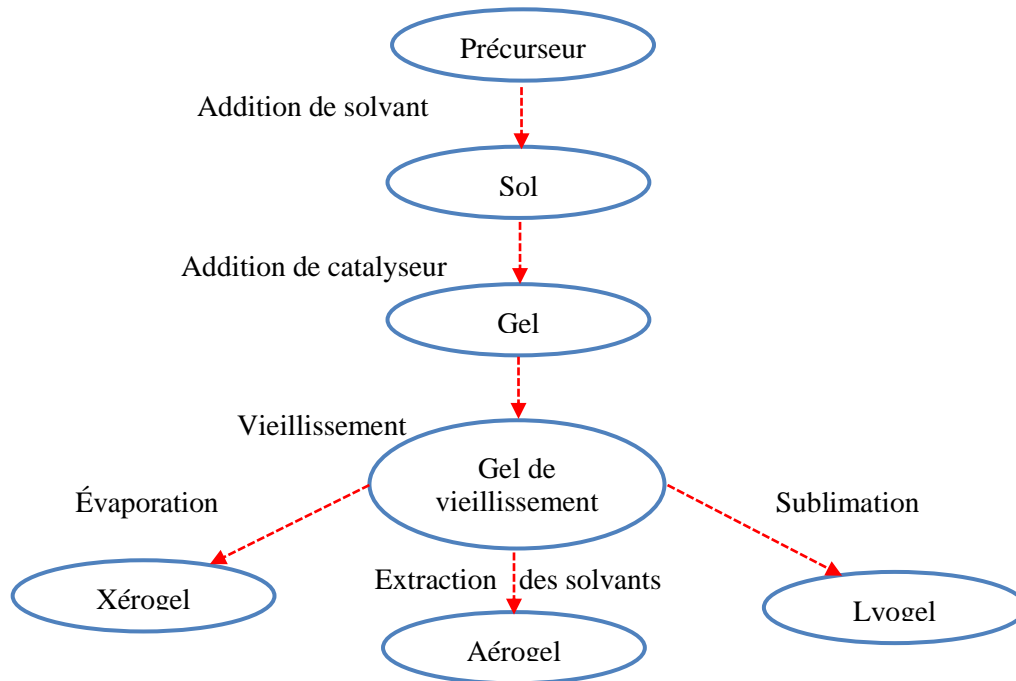 Précurseur
Addition de solvant
Sol
Addition de catalyseur
Gel
Vieillissement
Gel de
vieillissement
Évaporation
Sublimation
Extraction des solvants
Xérogel
Lyogel
Aérogel